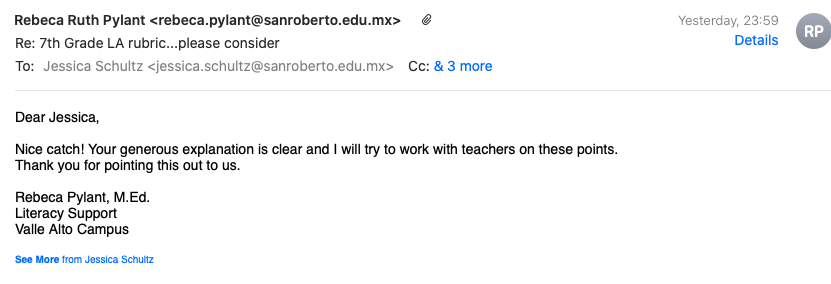 Rebeca Ruth Pylant <rebeca.pylant@sanroberto.edu.mx>
Yesterday, 23:59
Re: 7th Grade LA rubric...please consider
Details
RP
To: Jessica Schultz <jessica.schultz@sanroberto.edu.mx> Cc: & 3 more
Dear Jessica,
Nice catch! Your generous explanation is clear and I will try to work with teachers on these points.
Thank you for pointing this out to us.
Rebeca Pylant, M.Ed.
Literacy Support
Valle Alto Campus
See More from Jessica Schultz